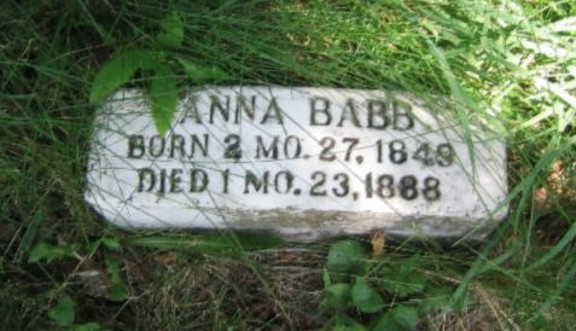 ANNA BABB
BORN 2 MO. 27, 1849
DIED 1 MO. 23, 1888